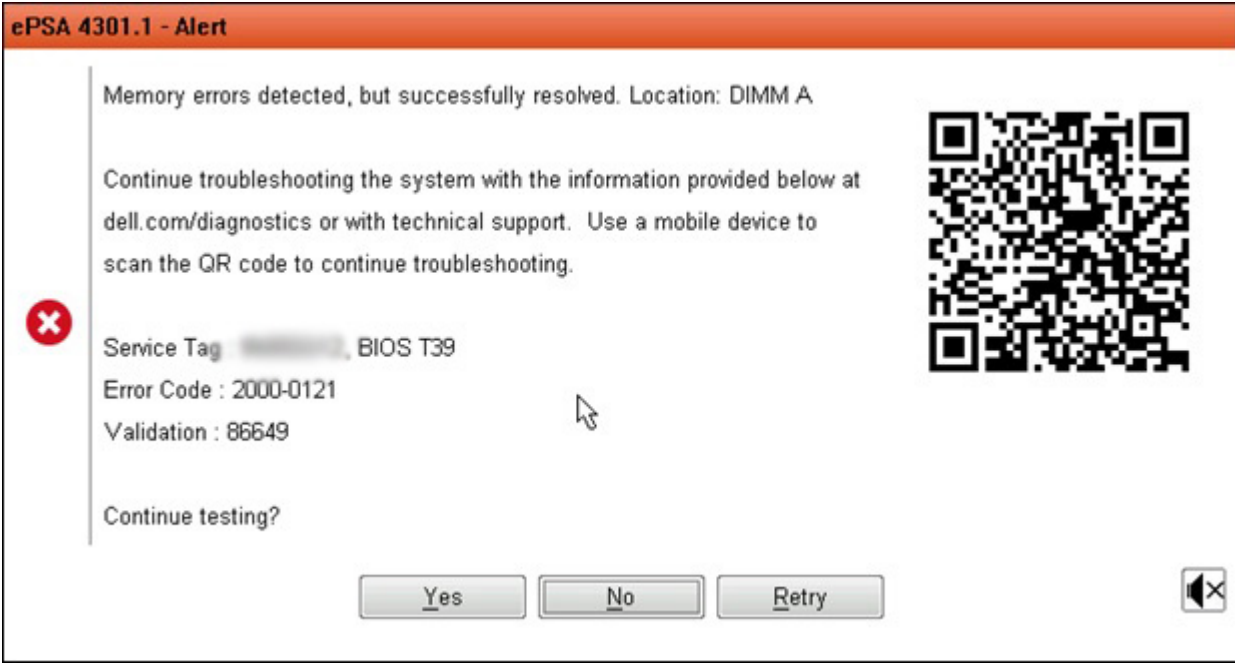 ePSA 4301.1 - Alert
Memory errors detected, but successfully resolved. Location: DIMM A
Continue troubleshooting the system with the information provided below at
dell.com/diagnostics or with technical support.  Use a mobile device to
scan the QR code to continue troubleshooting.
Service Tag : , BIOS T39
Error Code : 2000-0121
Validation : 86649
Continue testing?
Yes
No
Retry